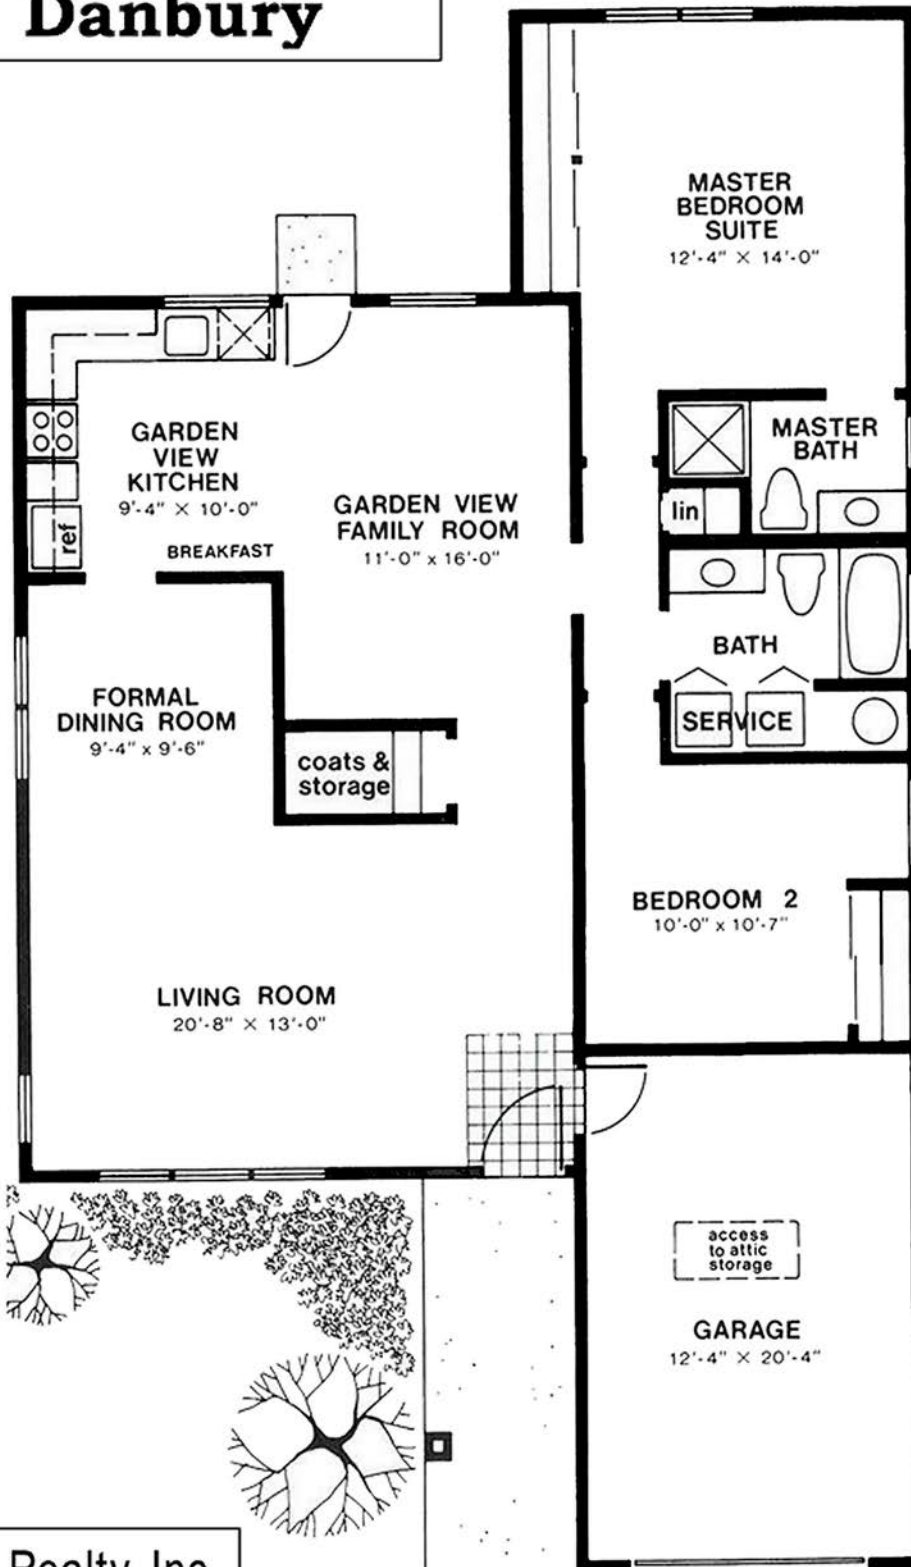 Danbury
MASTER
BEDROOM
SUITE
12'-4" × 14'-0"
GARDEN
VIEW
KITCHEN
9'-4" × 10'-0"
ref
BREAKFAST
GARDEN VIEW
FAMILY ROOM
11'-0" x 16'-0"
MASTER
BATH
lin
BATH
SERVICE
FORMAL
DINING ROOM
9'-4" x 9'-6"
coats &
storage
BEDROOM 2
10'-0" x 10'-7"
LIVING ROOM
20'-8" × 13'-0"
access
to attic
storage
GARAGE
12'-4" × 20'-4"
Realty, Inc.